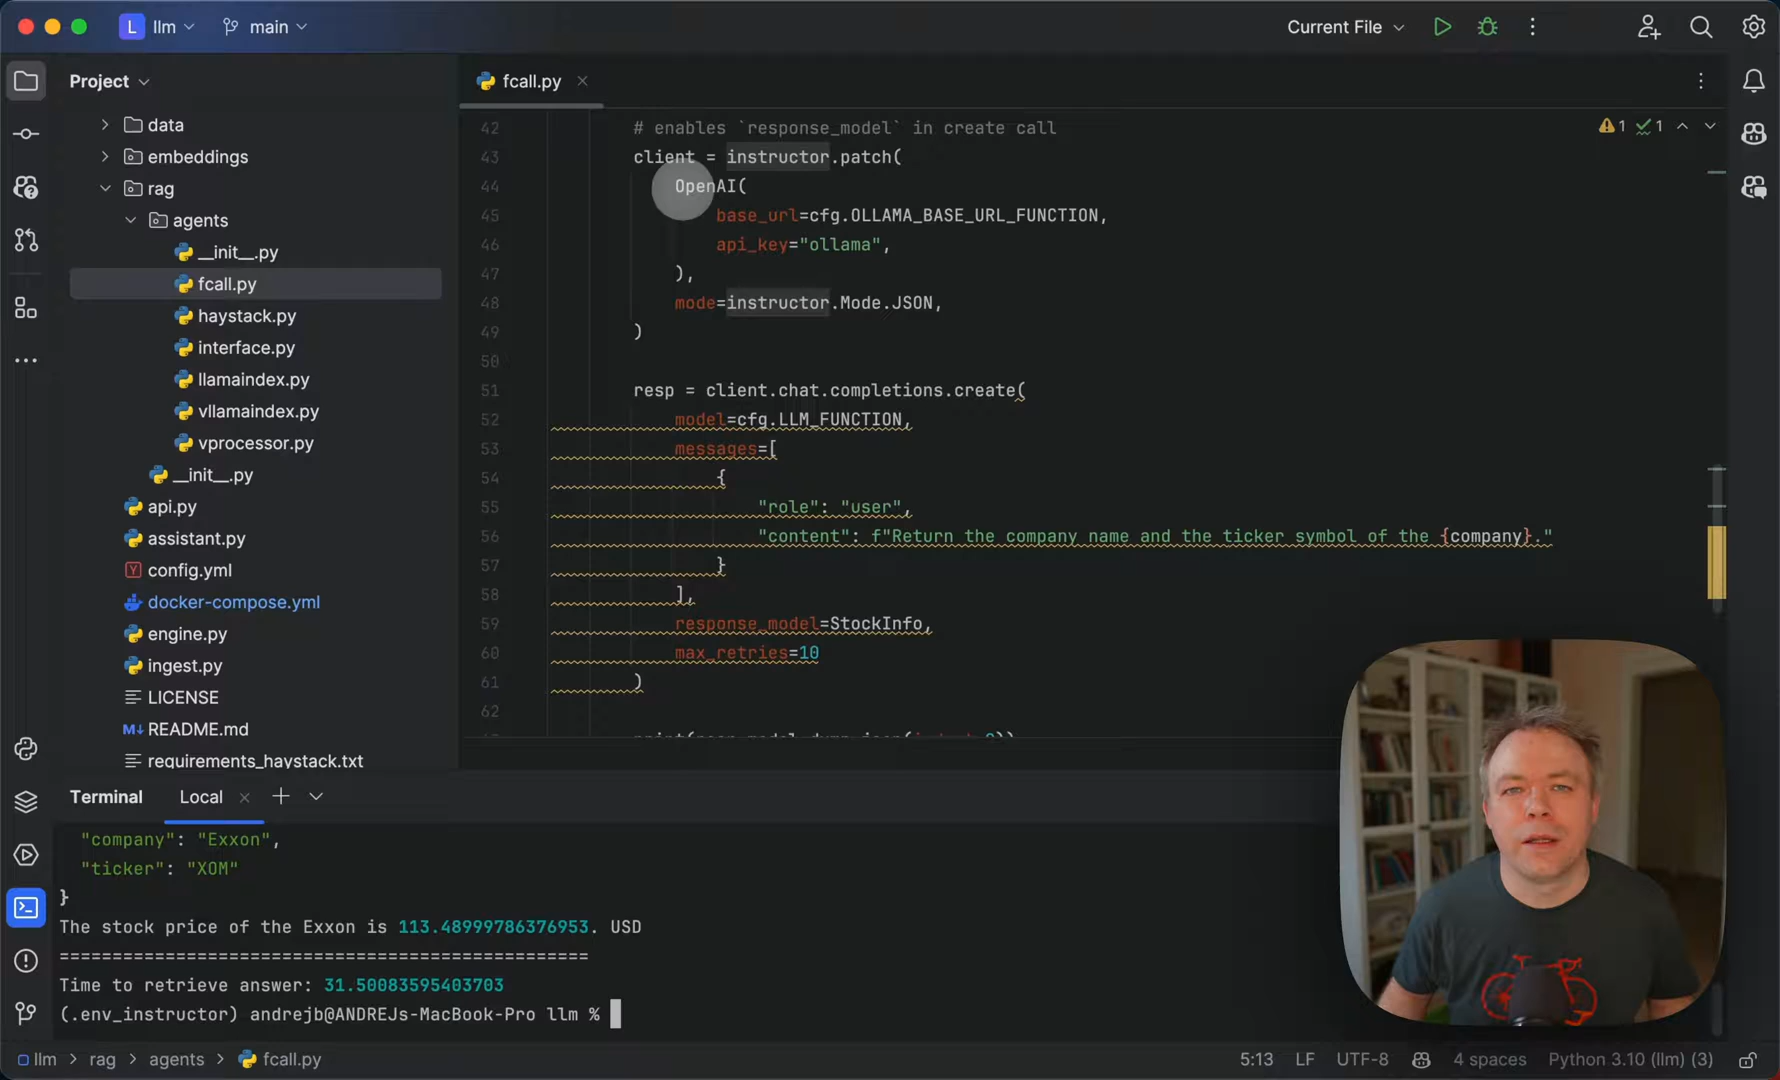 L llm main Current File
Project
fcall.py
data
embeddings
rag
agents
__init__.py
fcall.py
haystack.py
interface.py
llamaindex.py
vllamaindex.py
vprocessor.py
__init__.py
api.py
assistant.py
Y config.yml
docker-compose.yml
engine.py
ingest.py
LICENSE
M↓ README.md
requirements_haystack.txt
1 1
42 # enables `response_model` in create call
43 client = instructor.patch(
44 OpenAI(
45 base_url=cfg.OLLAMA_BASE_URL_FUNCTION,
46 api_key="ollama",
47 ),
48 mode=instructor.Mode.JSON,
49 )
50
51 resp = client.chat.completions.create(
52 model=cfg.LLM_FUNCTION,
53 messages=[
54 {
55 "role": "user",
56 "content": f"Return the company name and the ticker symbol of the {company}."
57 }
58 ],
59 response_model=StockInfo,
60 max_retries=10
61 )
62
Terminal Local
"company": "Exxon",
"ticker": "XOM"
}
The stock price of the Exxon is 113.48999786376953. USD
================================================
Time to retrieve answer: 31.50083595403703
(.env_instructor) andrejb@ANDREJs-MacBook-Pro llm %
llm > rag > agents > fcall.py
5:13 LF UTF-8 4 spaces Python 3.10 (llm) (3)